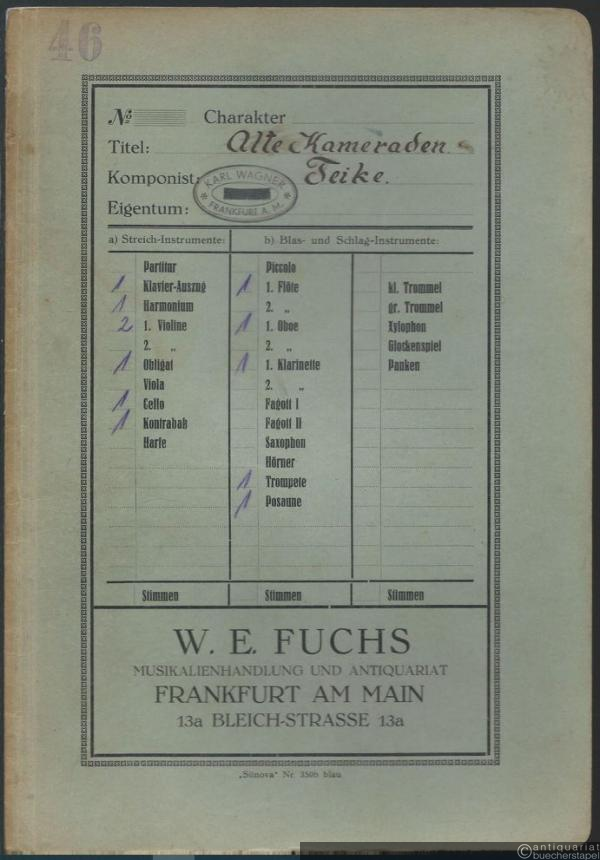 46
№ Charakter
Titel: Alte Kameraden.
Komponist: Teike.
Eigentum:
KARL WAGNER
FRANKFURT A. M.
a) Streich-Instrumente:
Partitur
1 Klavier-Auszug
1 Harmonium
2 1. Violine
2. „
1 Obligat
Viola
1 Cello
1 Kontrabaß
Harfe
Stimmen
b) Blas- und Schlag-Instrumente:
Piccolo
1 1. Flöte
2. „
1 1. Oboe
2. „
1 1. Klarinette
2. „
Fagott I
Fagott II
Saxophon
Hörner
1 Trompete
1 Posaune
Stimmen
kl. Trommel
gr. Trommel
Xylophon
Glockenspiel
Pauken
Stimmen
W. E. FUCHS
MUSIKALIENHANDLUNG UND ANTIQUARIAT
FRANKFURT AM MAIN
13a BLEICH-STRASSE 13a
„Sünova“ Nr. 350b blau
©antiquariat
buecherstapel